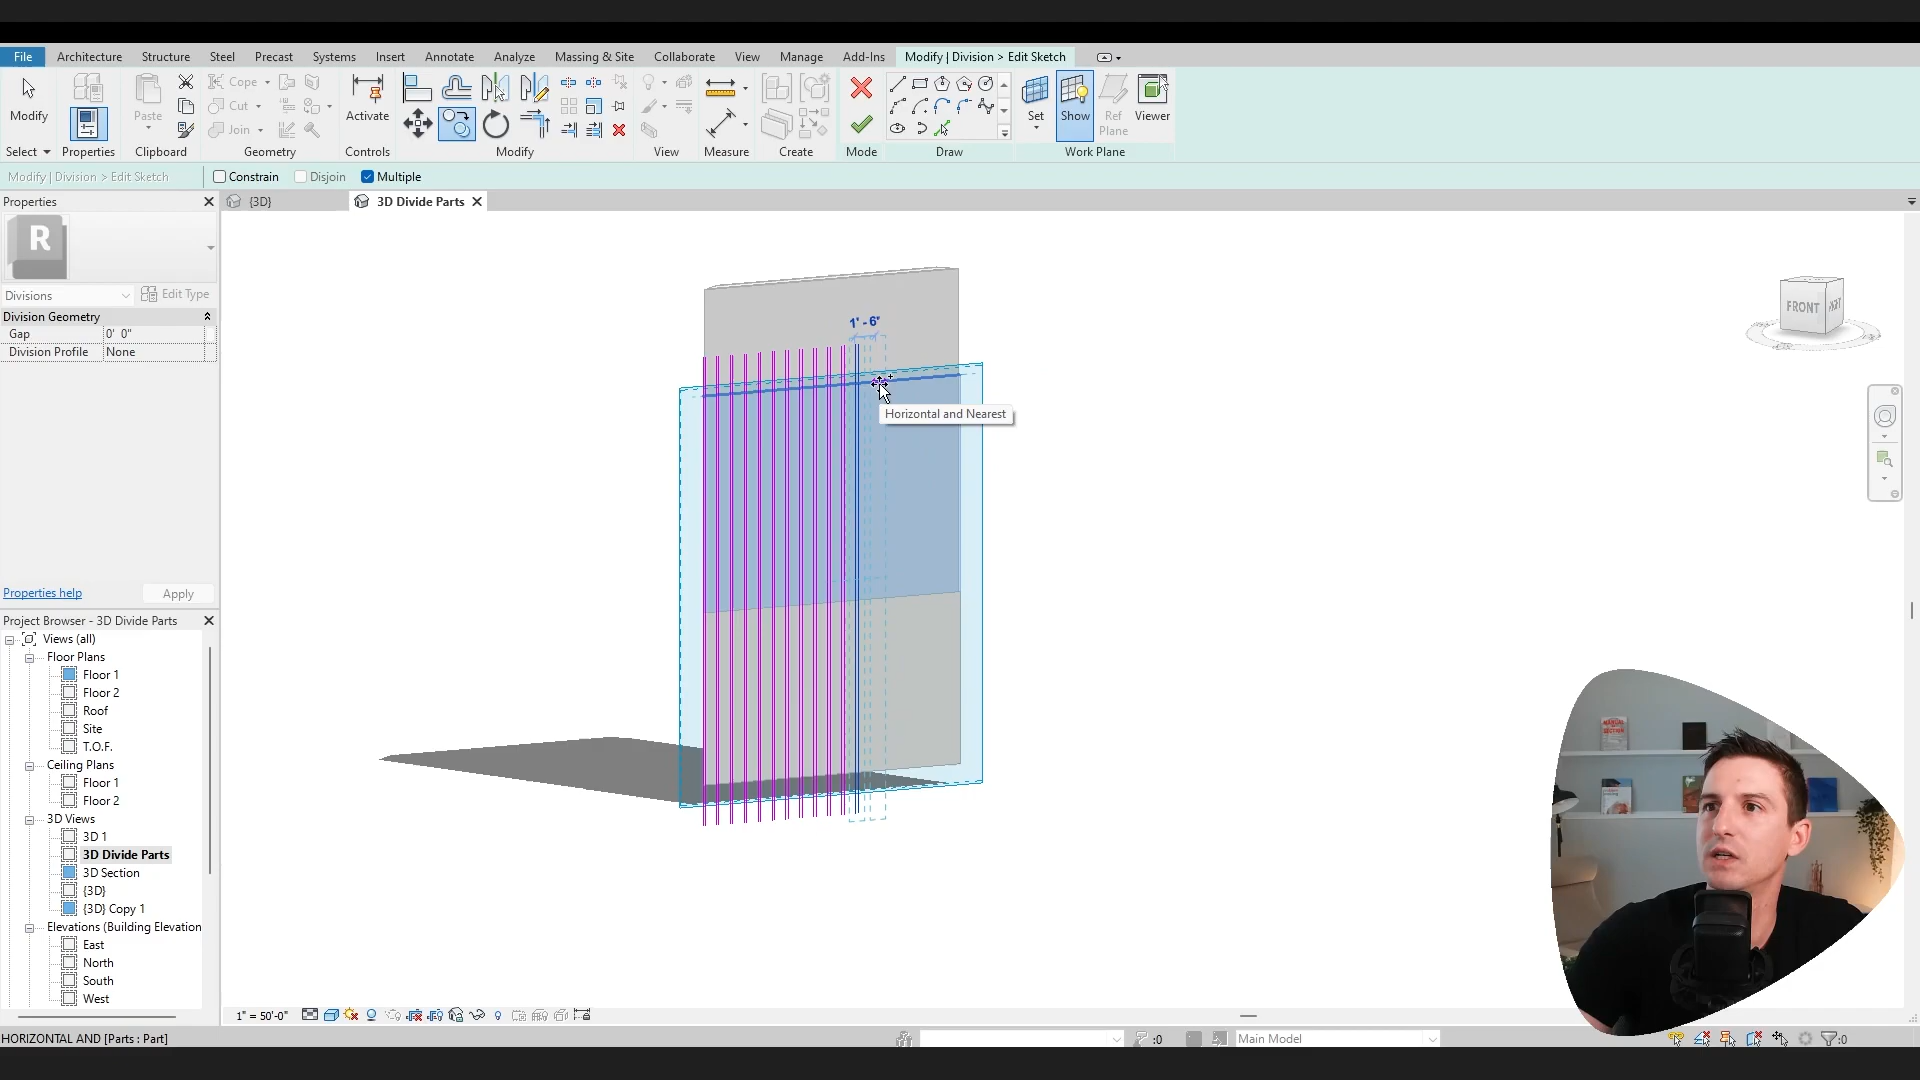 File Architecture Structure Steel Precast Systems Insert Annotate Analyze Massing & Site Collaborate View Manage Add-Ins Modify | Division > Edit Sketch
Cope
Modify Paste Cut Activate Set Show Ref Plane Viewer
Join
Select Properties Clipboard Geometry Controls Modify View Measure Create Mode Draw Work Plane
Modify | Division > Edit Sketch Constrain Disjoin Multiple
Properties {3D} 3D Divide Parts
R
Divisions Edit Type
Division Geometry
Gap 0' 0"
Division Profile None
1' - 6"
FRONT
Horizontal and Nearest
Properties help Apply
Project Browser - 3D Divide Parts
Views (all)
Floor Plans
Floor 1
Floor 2
Roof
Site
T.O.F.
Ceiling Plans
Floor 1
Floor 2
3D Views
3D 1
3D Divide Parts
3D Section
{3D}
{3D} Copy 1
Elevations (Building Elevation
East
North
South
West
1" = 50'-0"
HORIZONTAL AND [Parts : Part] :0 Main Model :0